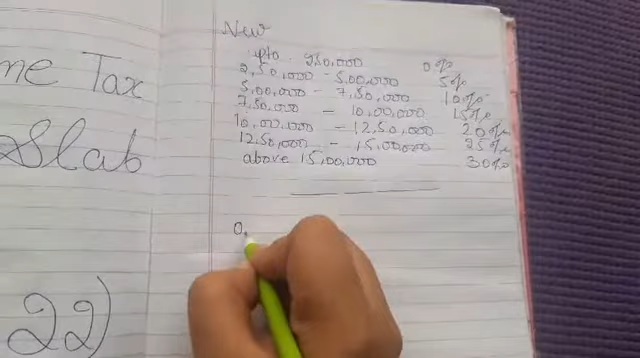 me Tax
Slab
22)
New
upto 250,000 0%
2,50,000 - 5,00,000 5%
5,00,000 - 7,50,000 10%
7,50,000 - 10,00,000 15%
10,00,000 - 12,50,000 20%
12,50,000 - 15,00,000 25%
above 15,00,000 30%